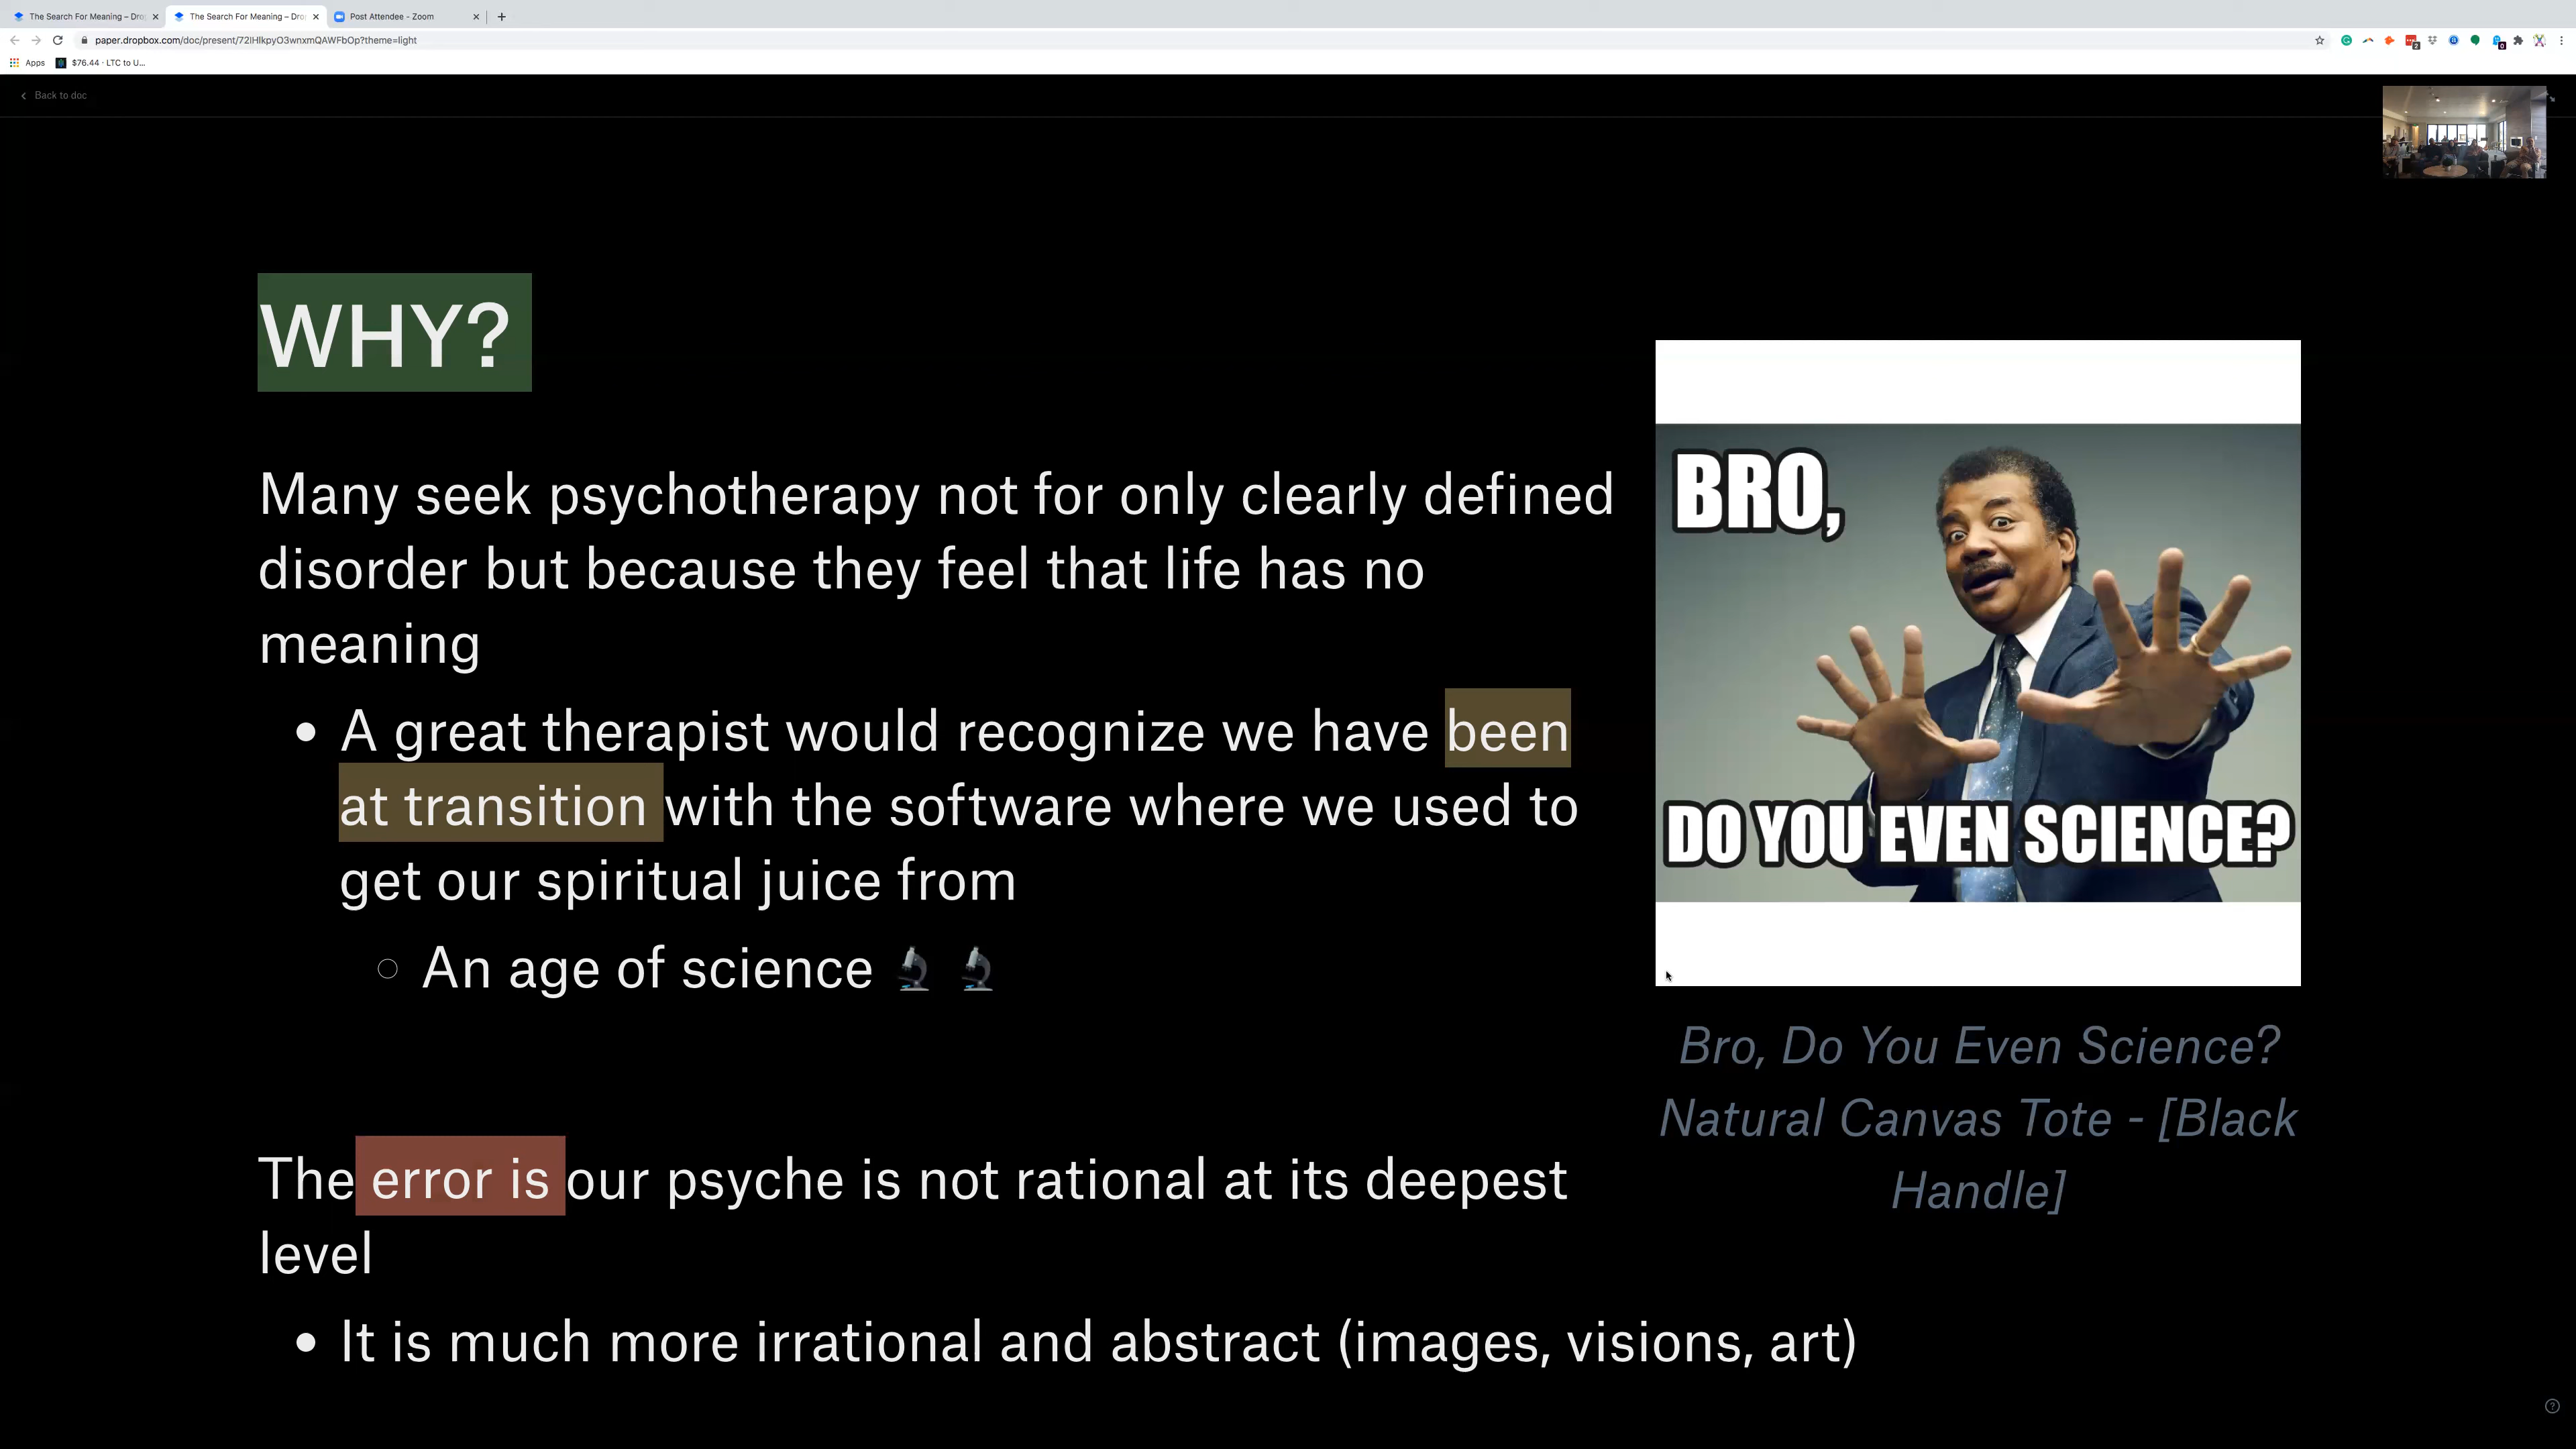 The Search For Meaning – Dro
The Search For Meaning – Dro
Post Attendee - Zoom
paper.dropbox.com/doc/present/72IHlkpyO3wnxmQAWFbOp?theme=light
Apps
$76.44 · LTC to U...
Back to doc
WHY?
Many seek psychotherapy not for only clearly defined
disorder but because they feel that life has no
meaning
• A great therapist would recognize we have been
at transition with the software where we used to
get our spiritual juice from
○ An age of science 🔬 🔬
The error is our psyche is not rational at its deepest
level
• It is much more irrational and abstract (images, visions, art)
BRO,
DO YOU EVEN SCIENCE?
Bro, Do You Even Science?
Natural Canvas Tote - [Black
Handle]